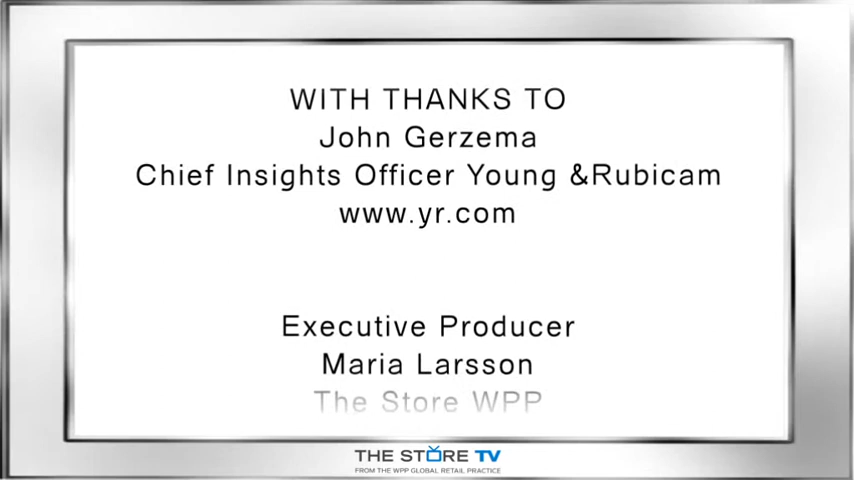 WITH THANKS TO
John Gerzema
Chief Insights Officer Young &Rubicam
www.yr.com
Executive Producer
Maria Larsson
The Store WPP
THE STORE TV
FROM THE WPP GLOBAL RETAIL PRACTICE